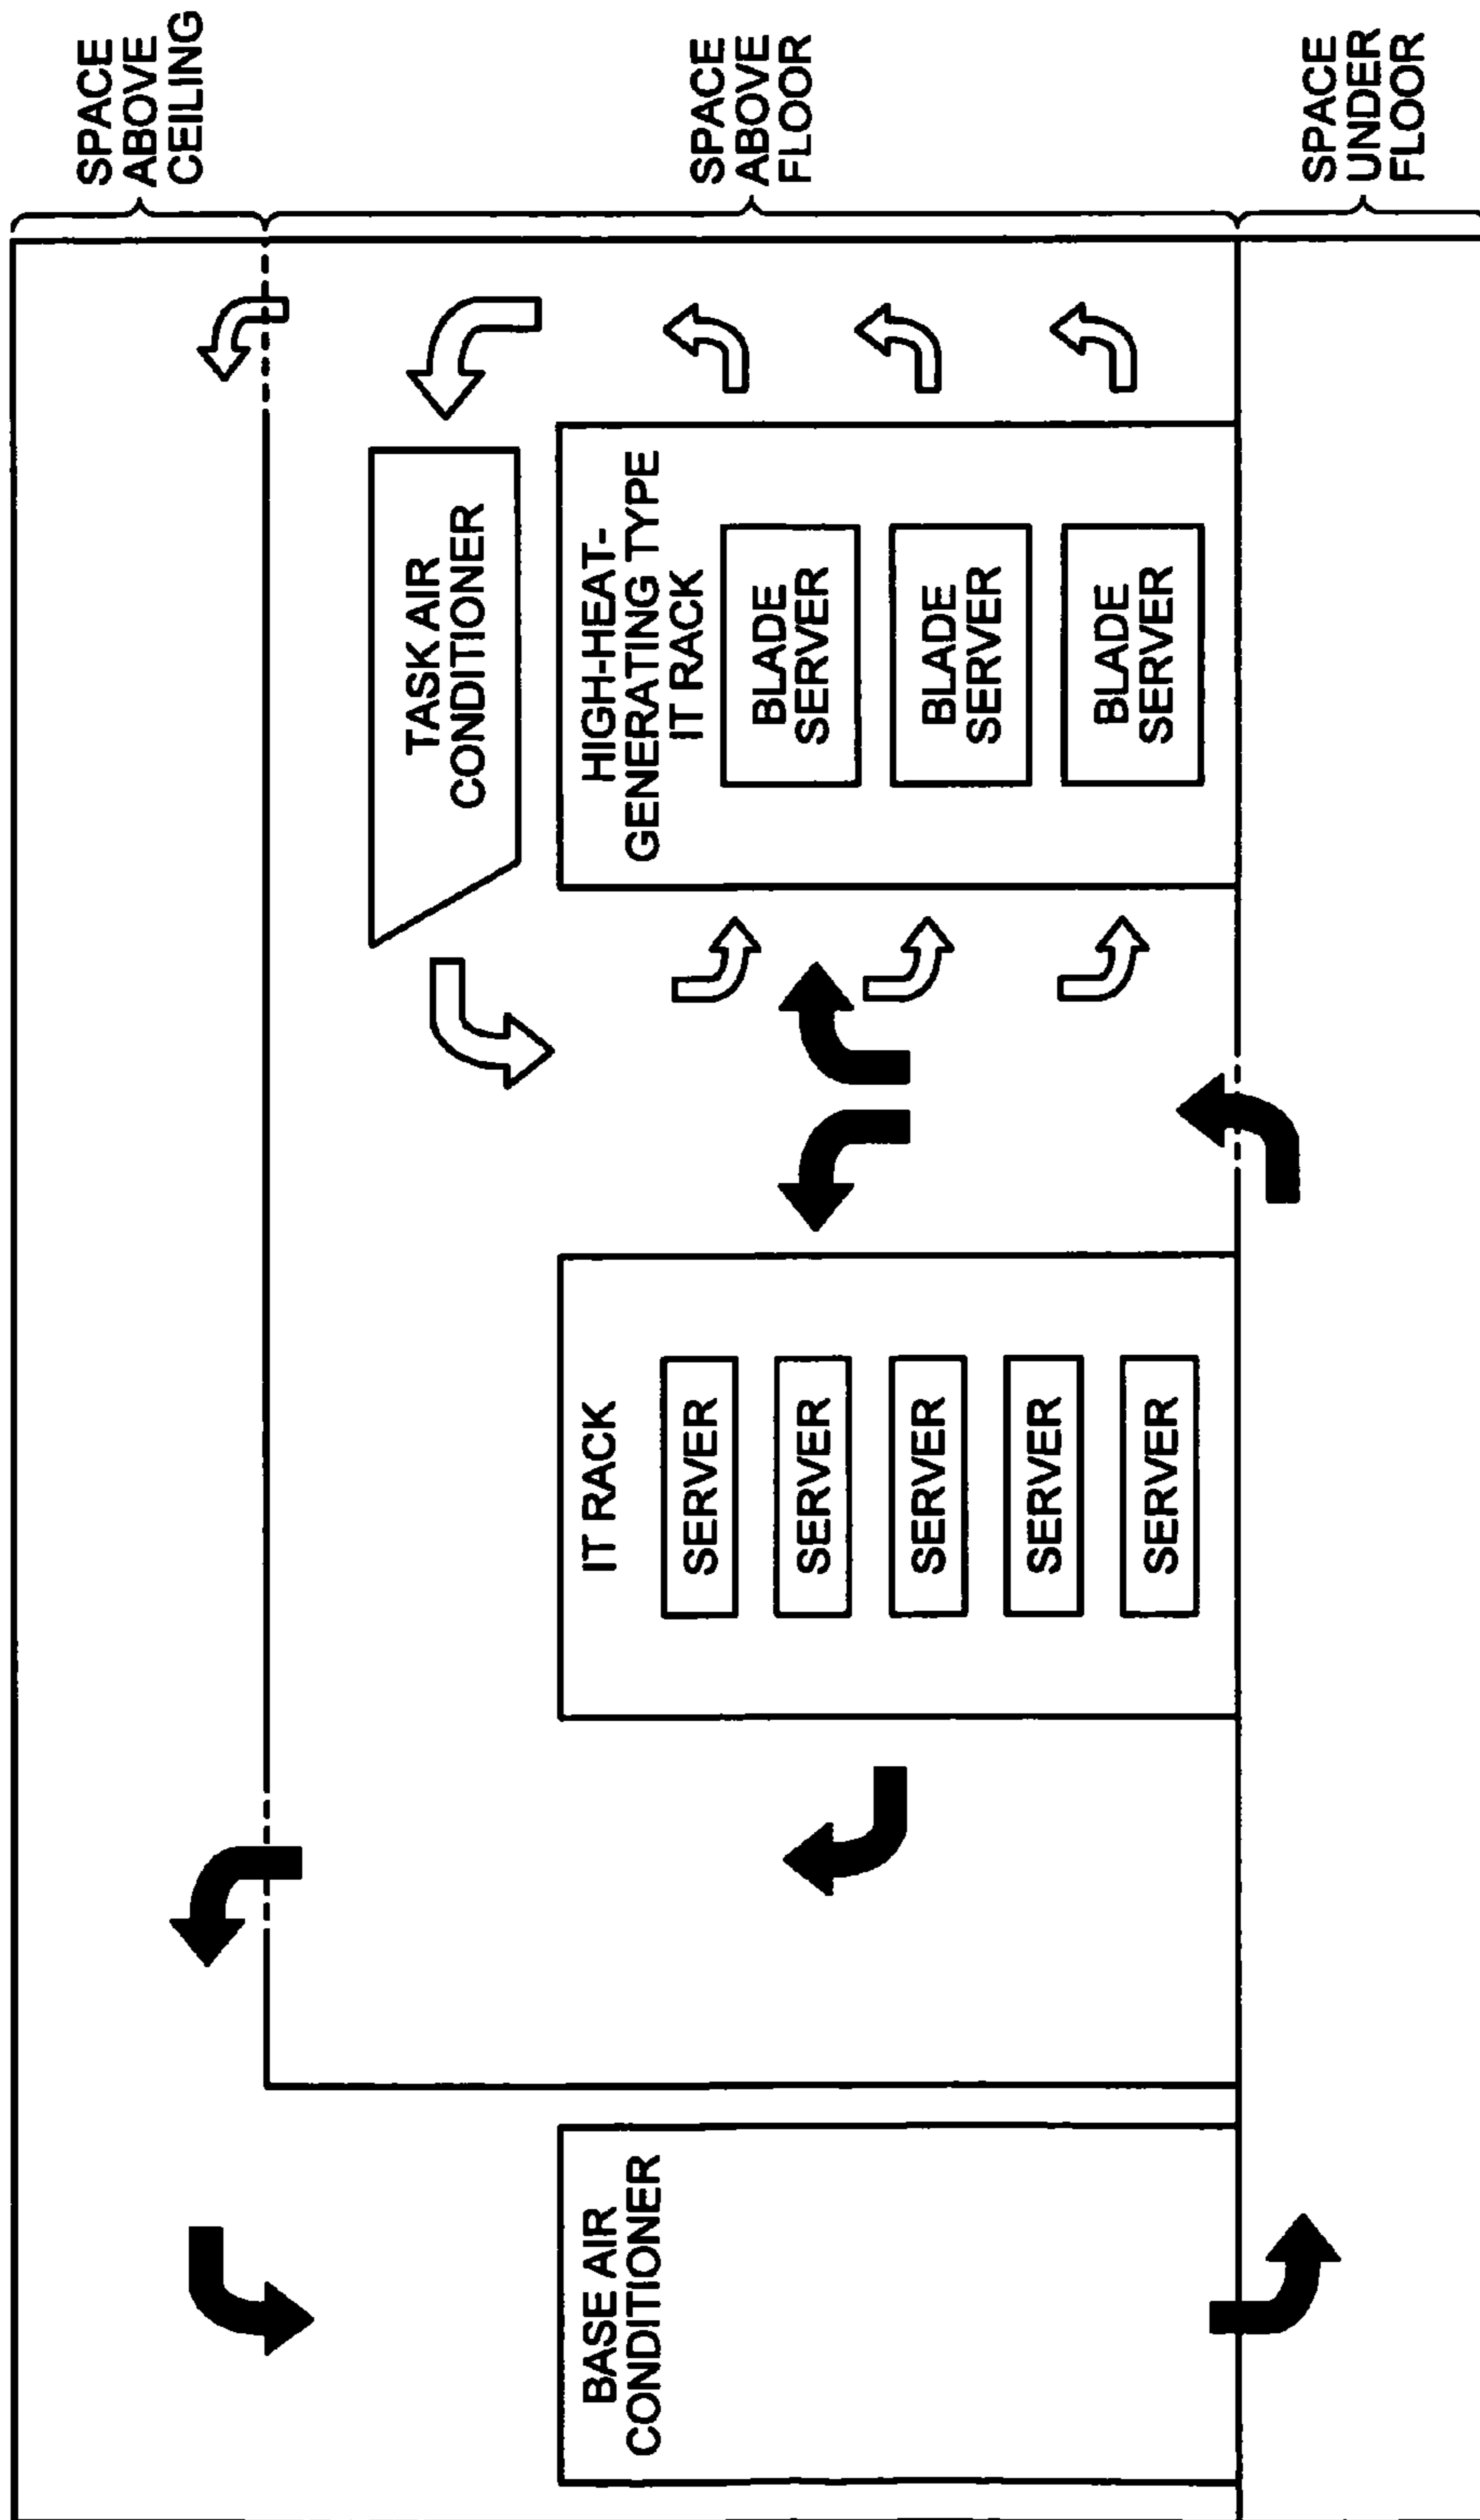 BASE AIR
CONDITIONER
IT RACK
SERVER
SERVER
SERVER
SERVER
SERVER
TASK AIR
CONDITIONER
HIGH-HEAT-
GENERATING TYPE
IT RACK
BLADE
SERVER
BLADE
SERVER
BLADE
SERVER
SPACE
ABOVE
CEILING
SPACE
ABOVE
FLOOR
SPACE
UNDER
FLOOR